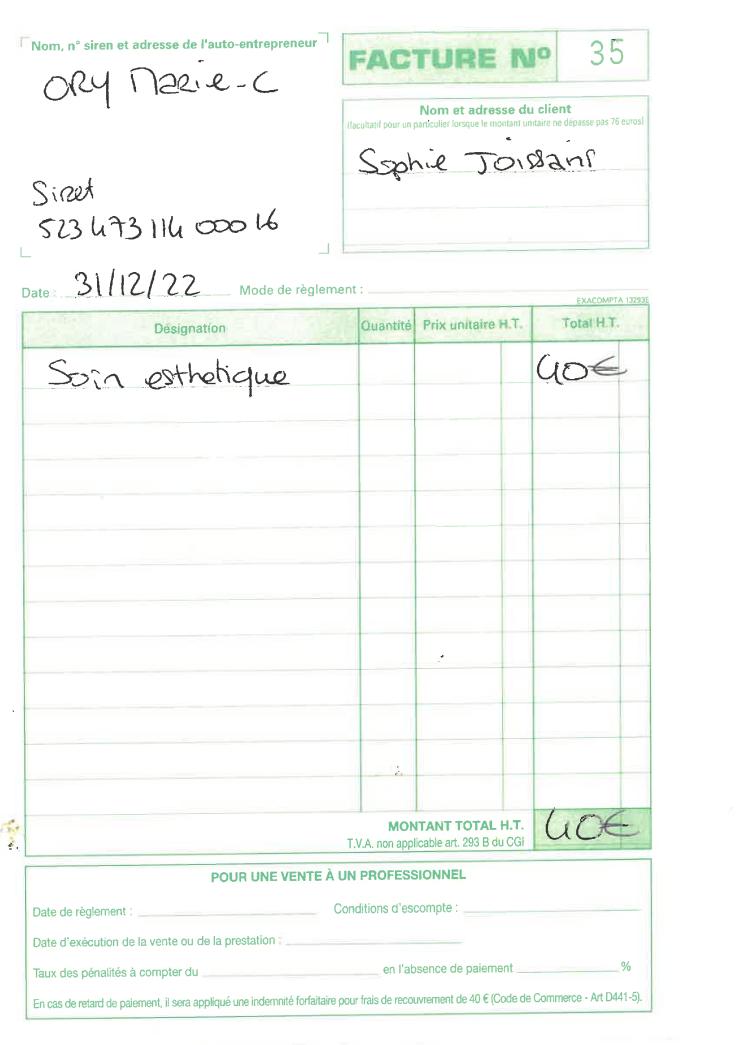 Nom, n° siren et adresse de l'auto-entrepreneur
ORY Marie-C
Siret
523 473 114 00016
FACTURE Nº 35
Nom et adresse du client
(facultatif pour un particulier lorsque le montant unitaire ne dépasse pas 76 euros)
Sophie Joissains
Date : 31/12/22 Mode de règlement :
EXACOMPTA 13293E
Désignation Quantité Prix unitaire H.T. Total H.T.
Soin esthetique 40€
MONTANT TOTAL H.T. 40€
T.V.A. non applicable art. 293 B du CGI
POUR UNE VENTE À UN PROFESSIONNEL
Date de règlement : Conditions d'escompte :
Date d'exécution de la vente ou de la prestation :
Taux des pénalités à compter du en l'absence de paiement %
En cas de retard de paiement, il sera appliqué une indemnité forfaitaire pour frais de recouvrement de 40 € (Code de Commerce - Art D441-5).